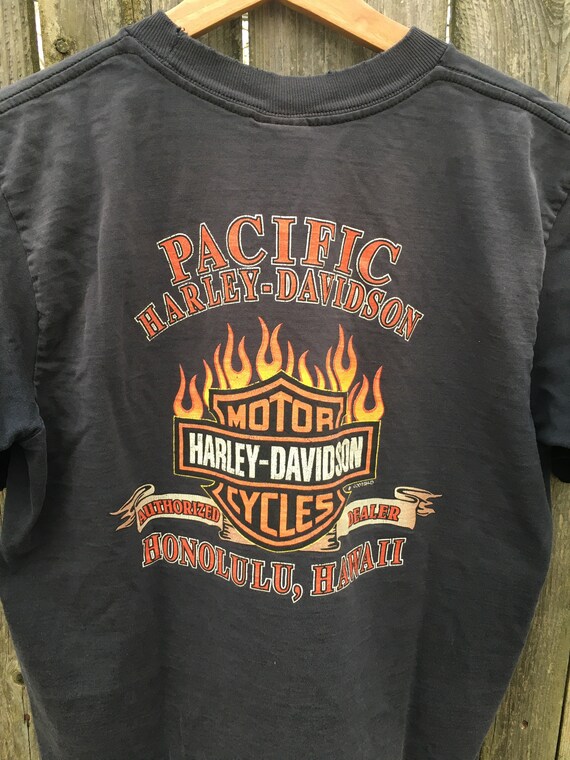 PACIFIC
HARLEY-DAVIDSON
MOTOR
HARLEY-DAVIDSON
CYCLES
AUTHORIZED DEALER
HONOLULU, HAWAII